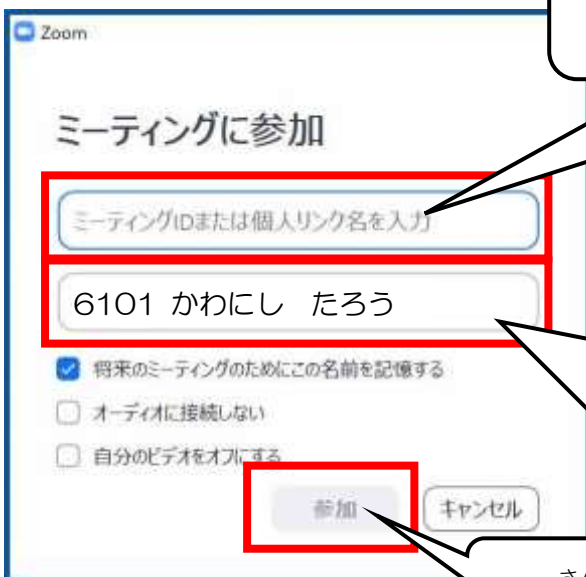 Zoom
ミーティングに参加
ミーティングIDまたは個人リンク名を入力
6101 かわにし たろう
将来のミーティングのためにこの名前を記憶する
オーディオに接続しない
自分のビデオをオフにする
参加 キャンセル